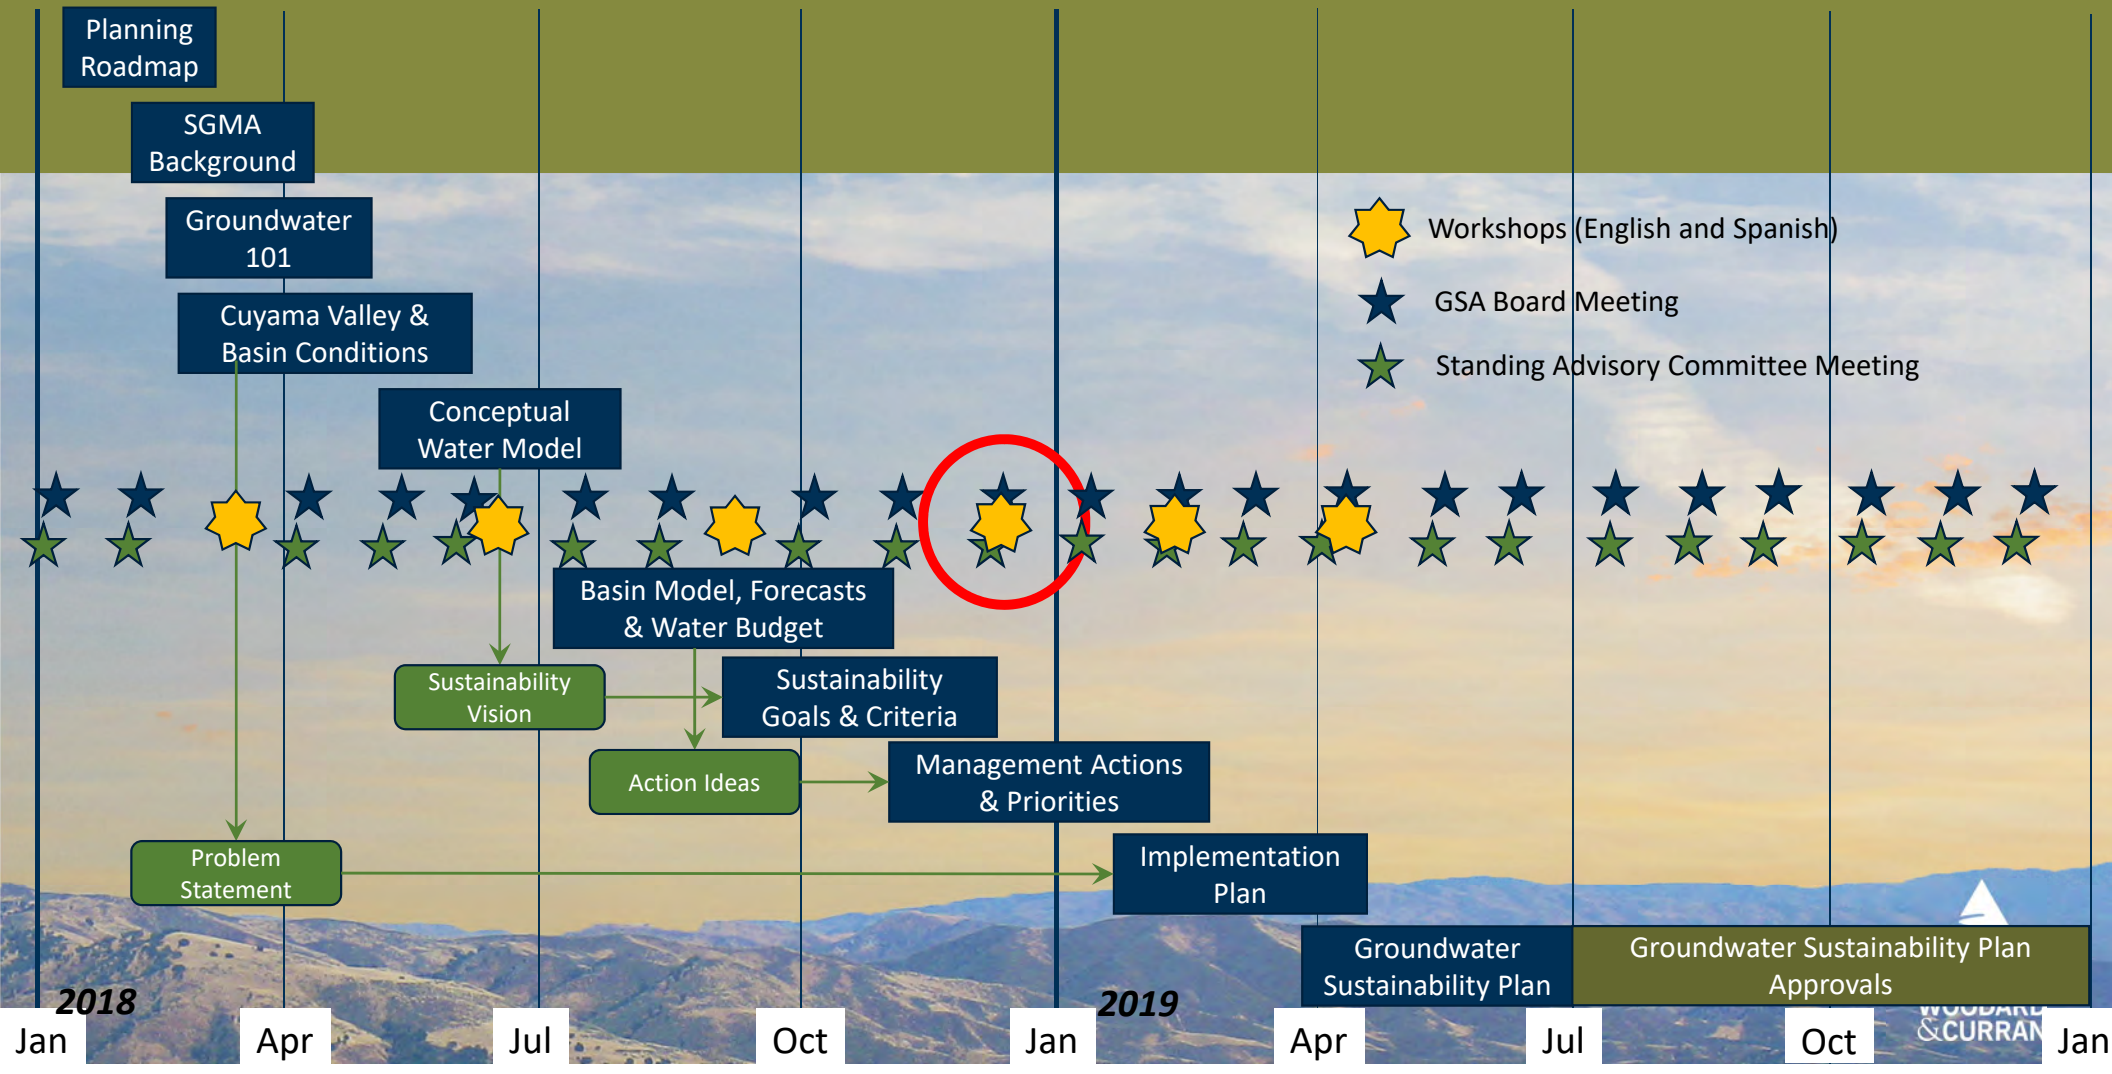 Planning
Roadmap
SGMA
Background
Groundwater
101
Cuyama Valley &
Basin Conditions
Conceptual
Water Model
Workshops (English and Spanish)
GSA Board Meeting
Standing Advisory Committee Meeting
Basin Model, Forecasts
& Water Budget
Sustainability
Vision
Sustainability
Goals & Criteria
Action Ideas
Management Actions
& Priorities
Problem
Statement
Implementation
Plan
Groundwater
Sustainability Plan
Groundwater Sustainability Plan
Approvals
WOODARD
&CURRAN
2018
2019
Jan
Apr
Jul
Oct
Jan
Apr
Jul
Oct
Jan